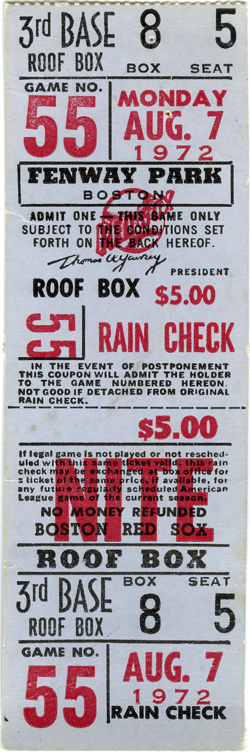 3rd BASE 8 5
ROOF BOX BOX SEAT
GAME NO. MONDAY
55 AUG. 7
1972
FENWAY PARK
BOSTON
ADMIT ONE — THIS GAME ONLY
SUBJECT TO THE CONDITIONS SET
FORTH ON THE BACK HEREOF.
Thomas A Yawkey
PRESIDENT
ROOF BOX $5.00
55 RAIN CHECK
IN THE EVENT OF POSTPONEMENT
THIS COUPON WILL ADMIT THE HOLDER
TO THE GAME NUMBERED HEREON.
NOT GOOD IF DETACHED FROM ORIGINAL
RAIN CHECK.
$5.00
NITE
If legal game is not played or not resched-
uled with this same ticket valid, this rain
check may be exchanged at box office for
a ticket of the same price, if available, for
any future regularly scheduled American
League game of the current season.
NO MONEY REFUNDED
BOSTON RED SOX
ROOF BOX
3rd BASE BOX SEAT
ROOF BOX 8 5
GAME NO. AUG. 7
55 1972
RAIN CHECK